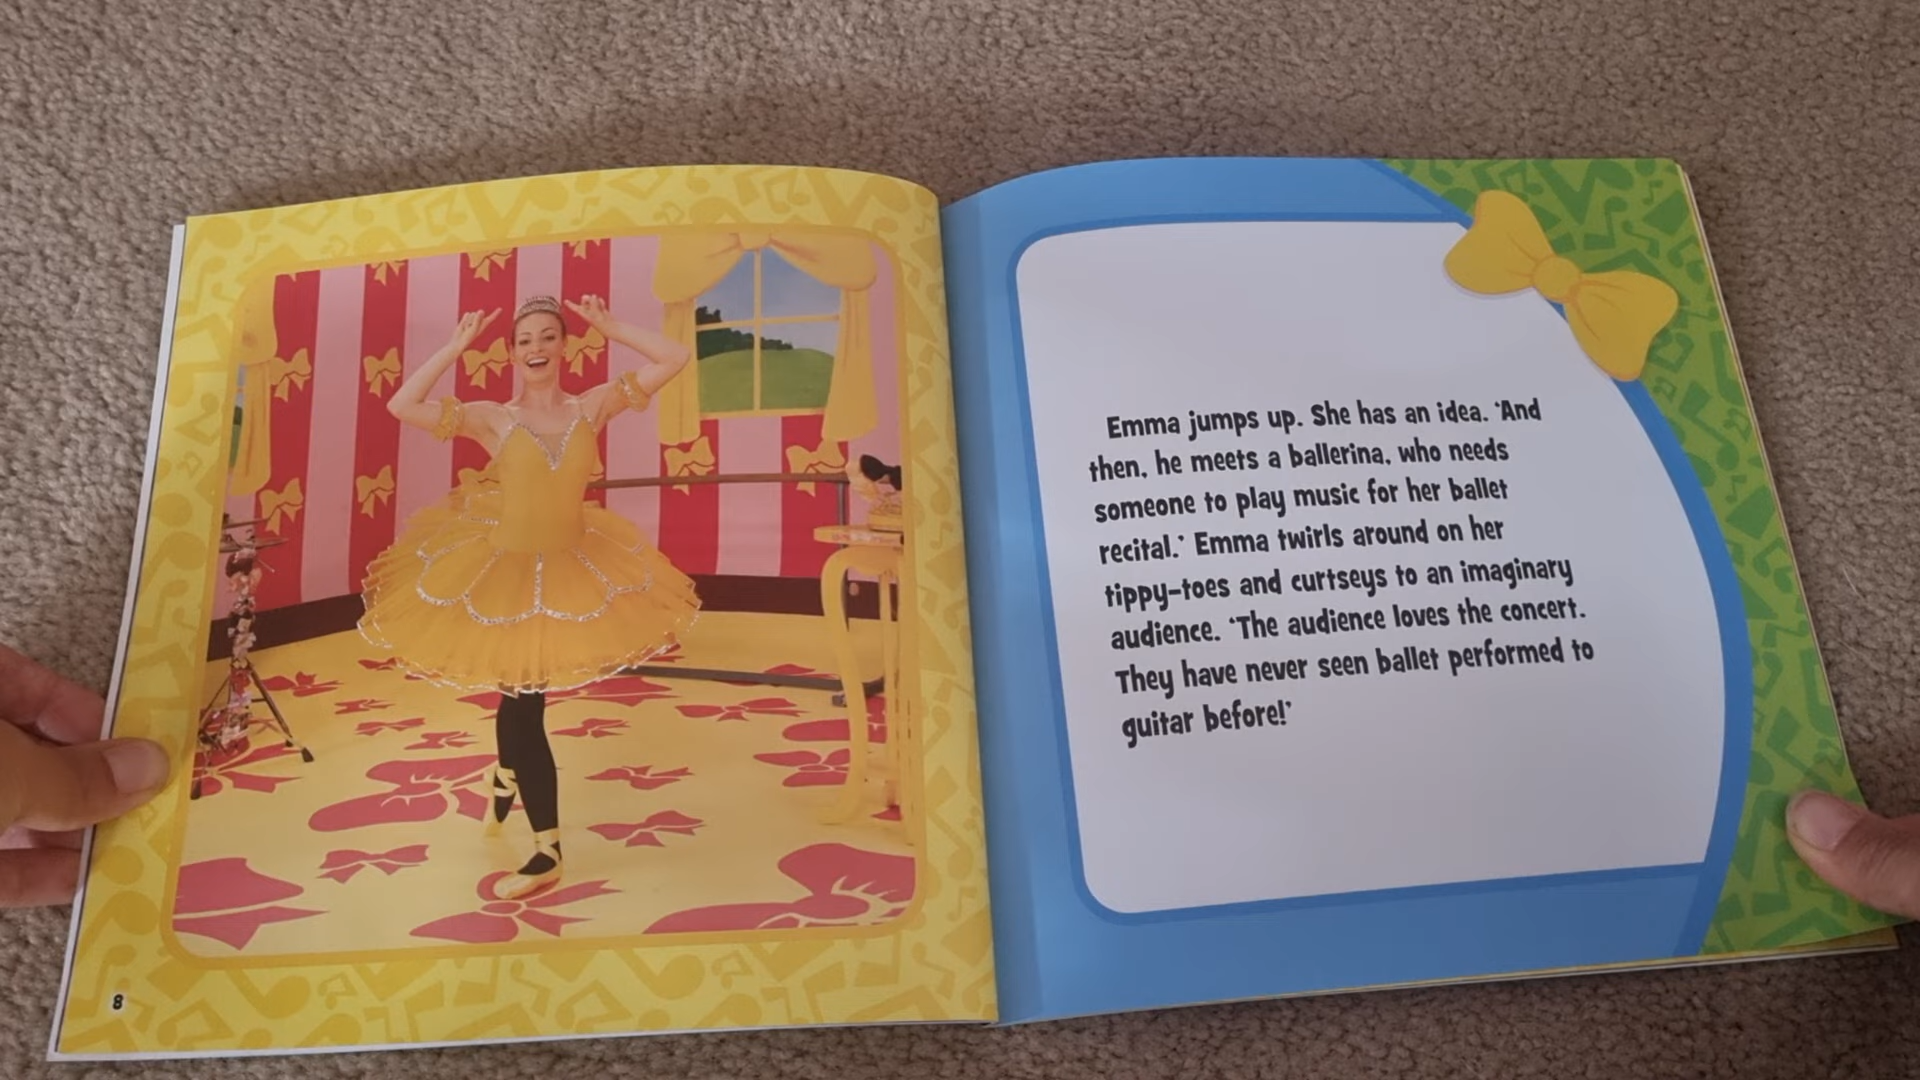 8
Emma jumps up. She has an idea. ‘And
then, he meets a ballerina, who needs
someone to play music for her ballet
recital.’ Emma twirls around on her
tippy-toes and curtseys to an imaginary
audience. ‘The audience loves the concert.
They have never seen ballet performed to
guitar before!’